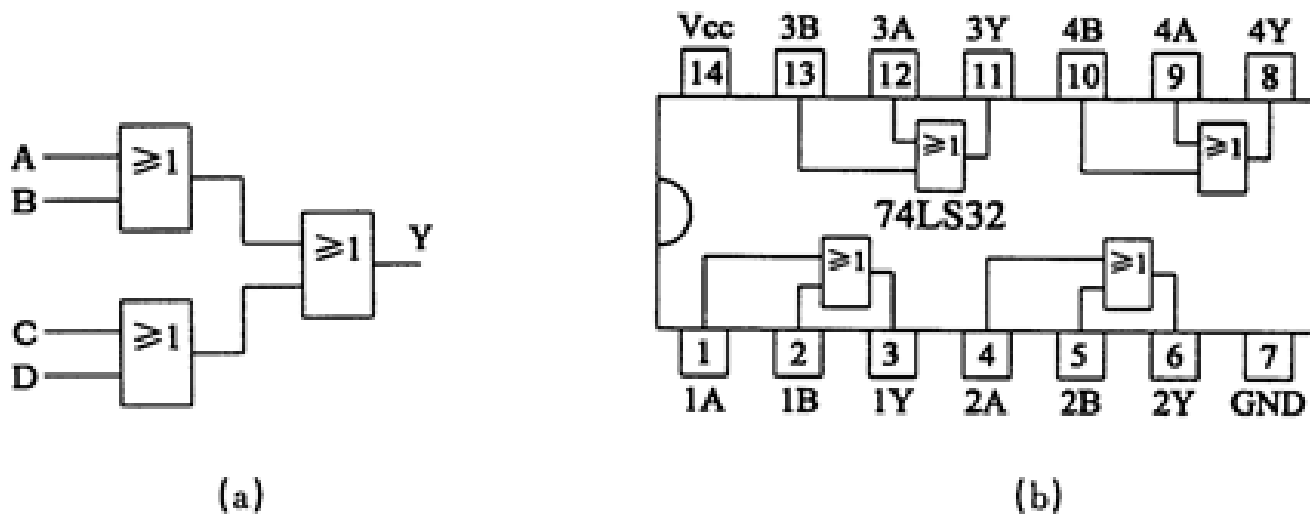 Vcc 3B 3A 3Y 4B 4A 4Y
14 13 12 11 10 9 8
A
B
≥1
≥1
Y
C
D
≥1
≥1
≥1
74LS32
≥1
≥1
1 2 3 4 5 6 7
1A 1B 1Y 2A 2B 2Y GND
(a)
(b)